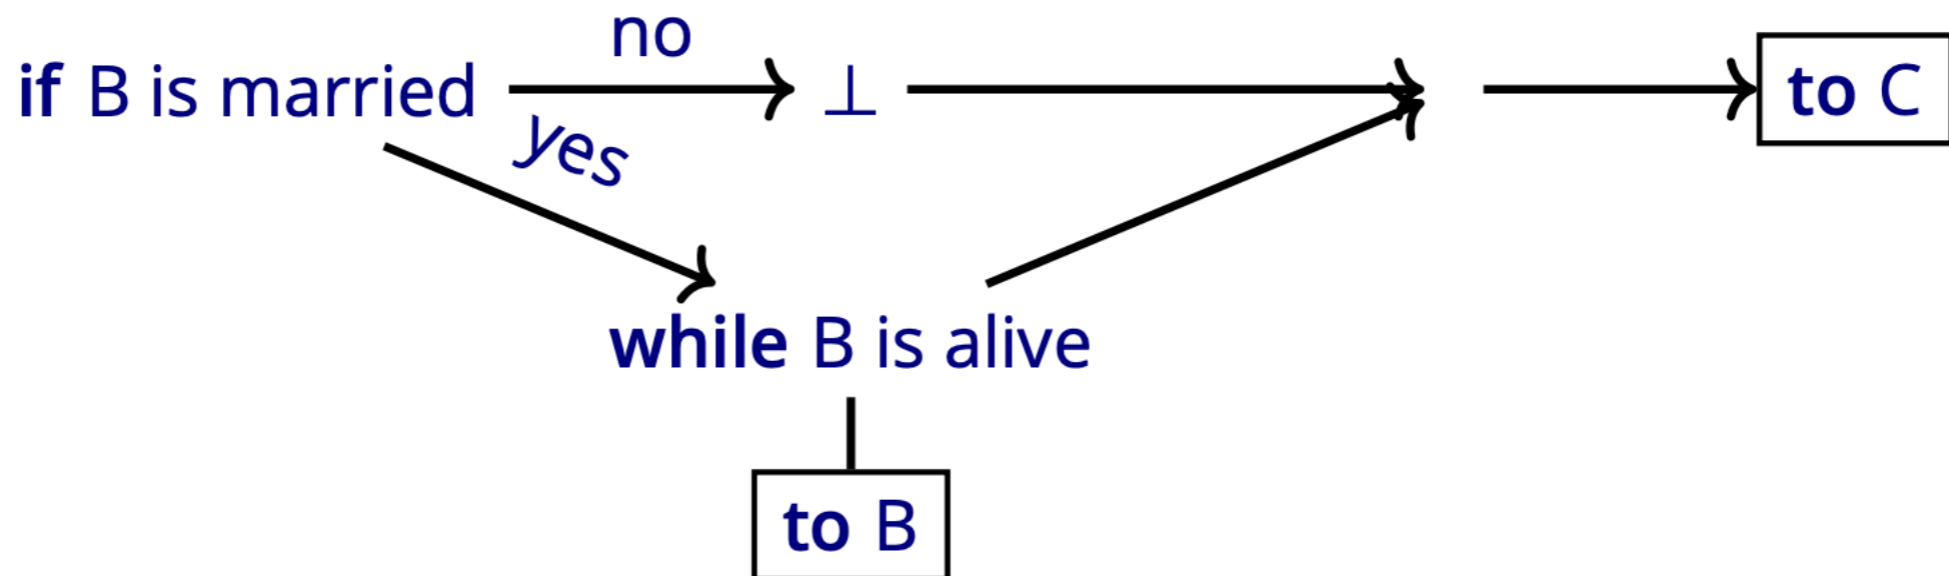 no
if B is married
⊥
to C
yes
while B is alive
to B